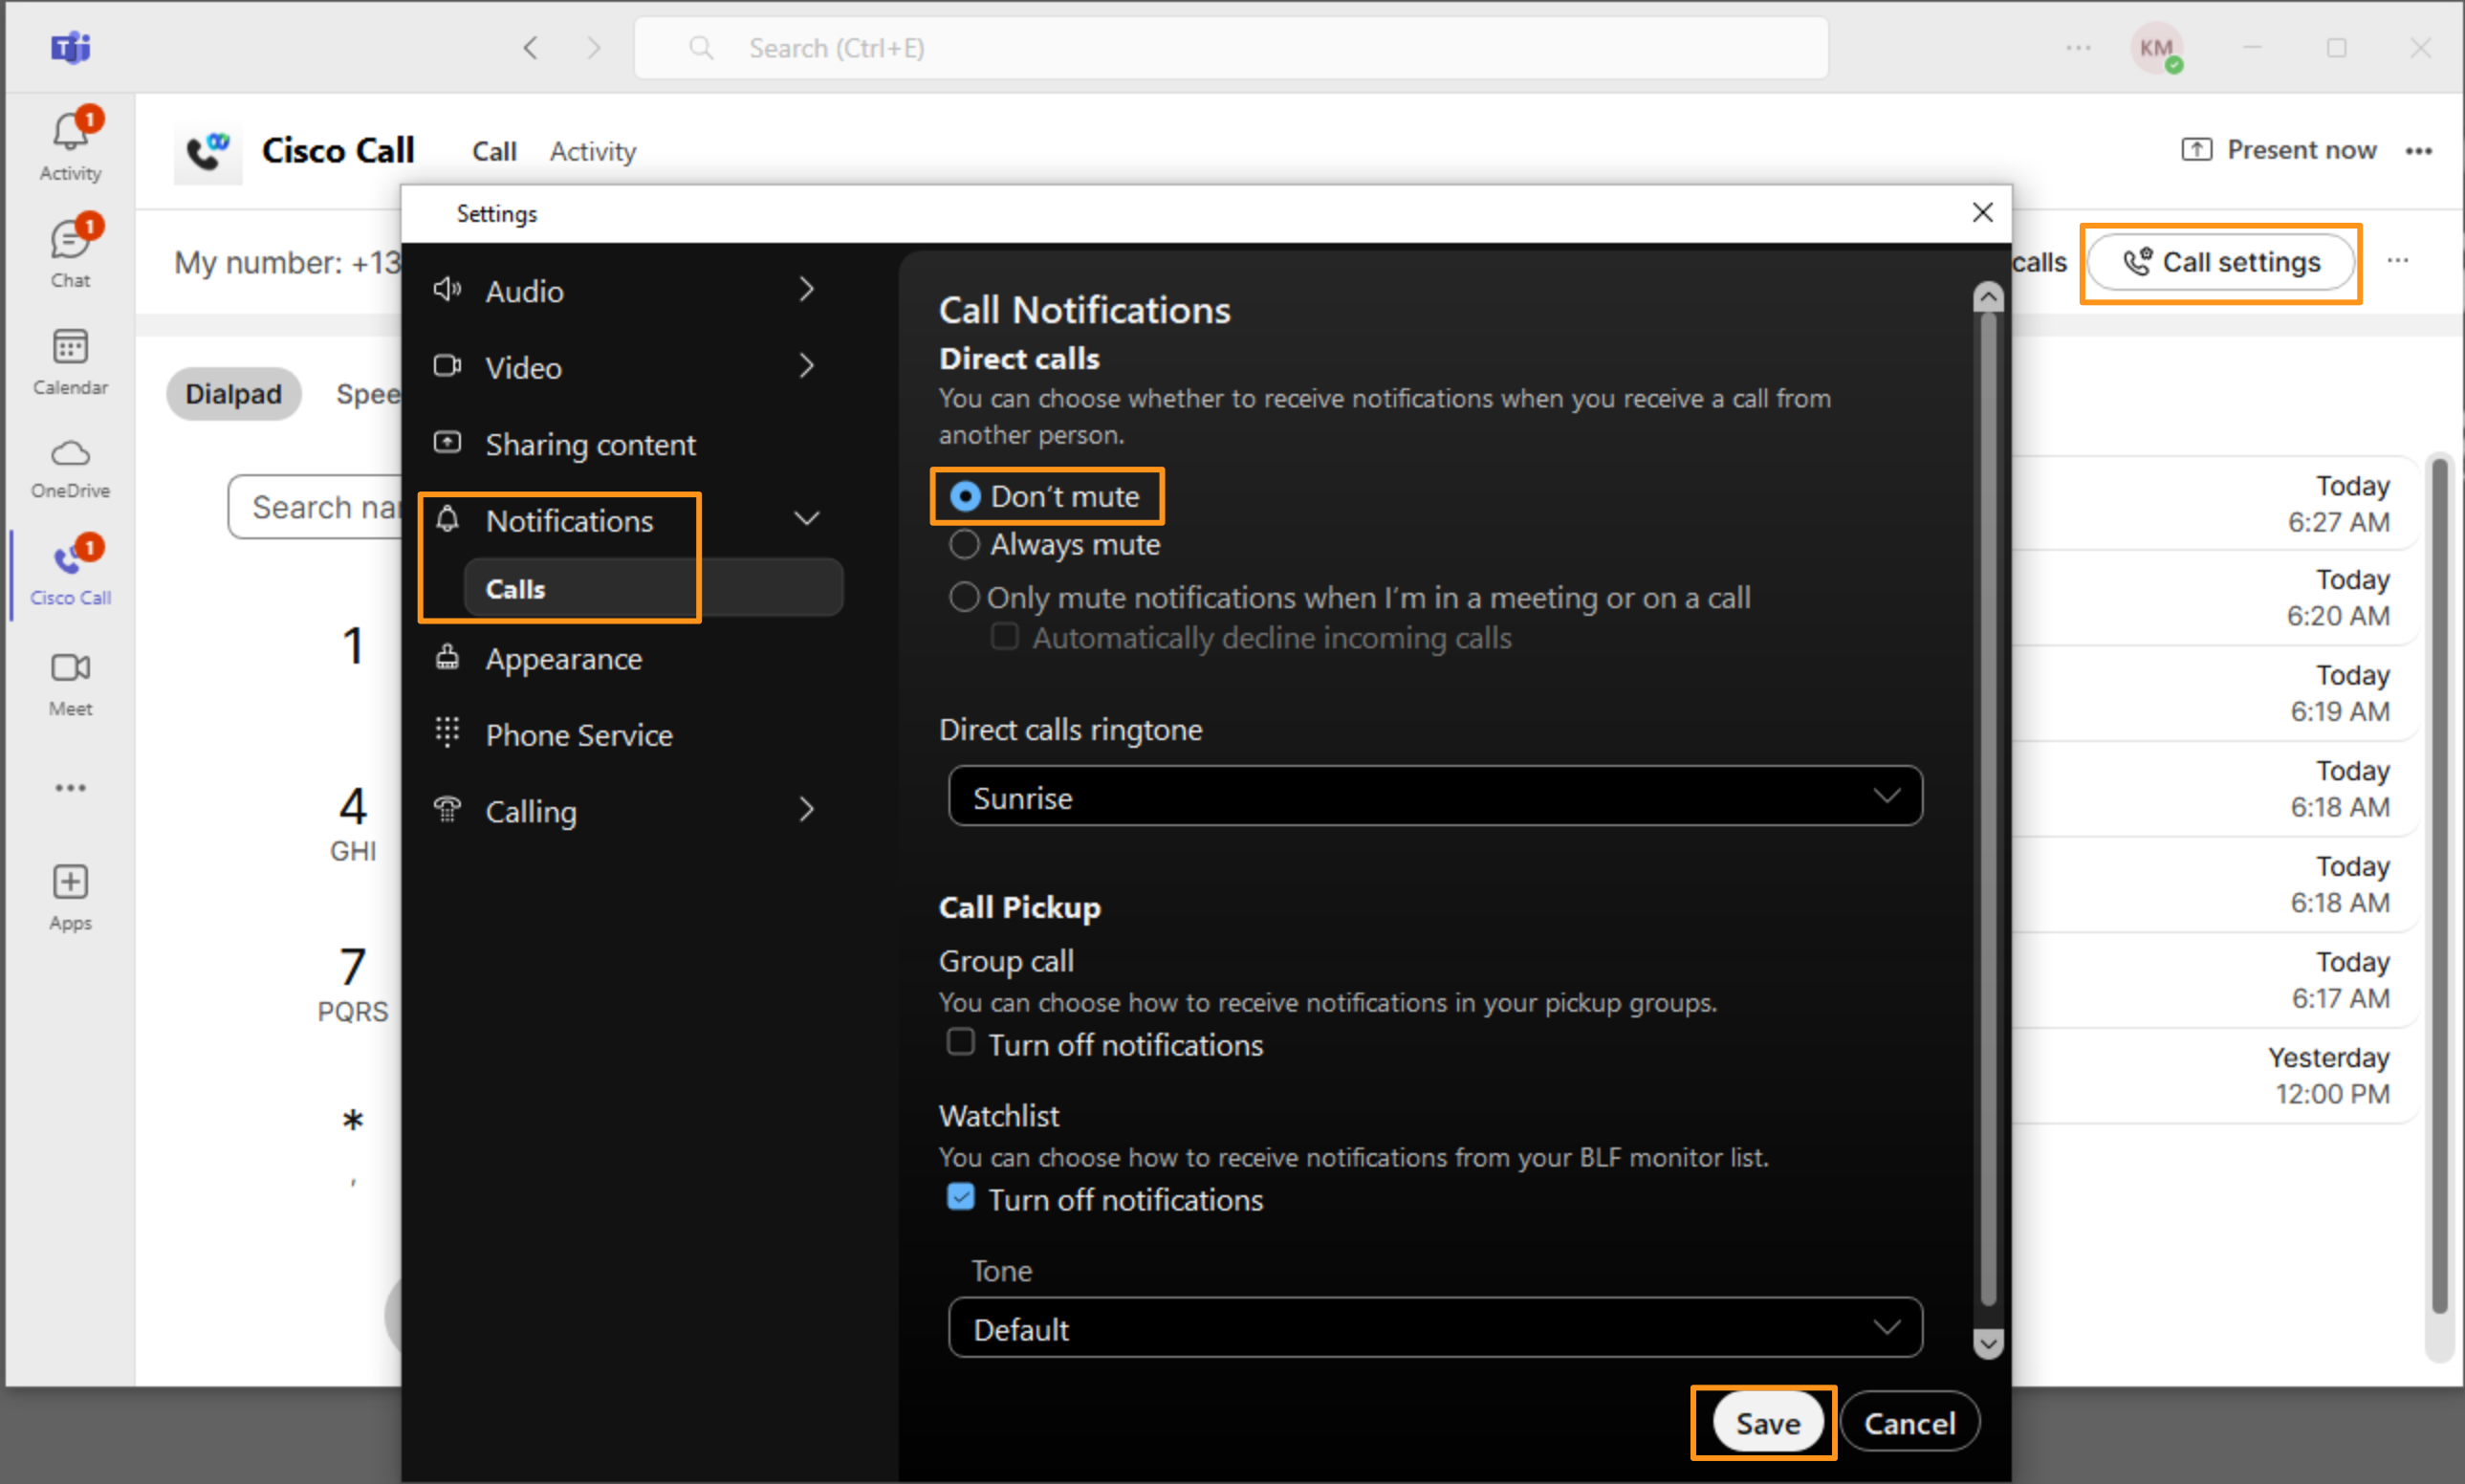 Search (Ctrl+E)
KM
1
Activity
1
Chat
Calendar
OneDrive
1
Cisco Call
Meet
Apps
Cisco Call
Call
Activity
Present now
My number: +13
calls
Call settings
Dialpad
Spee
Search nar
1
4
GHI
7
PQRS
*
,
Settings
Audio
Video
Sharing content
Notifications
Calls
Appearance
Phone Service
Calling
Call Notifications
Direct calls
You can choose whether to receive notifications when you receive a call from
another person.
Don't mute
Always mute
Only mute notifications when I'm in a meeting or on a call
Automatically decline incoming calls
Direct calls ringtone
Sunrise
Call Pickup
Group call
You can choose how to receive notifications in your pickup groups.
Turn off notifications
Watchlist
You can choose how to receive notifications from your BLF monitor list.
Turn off notifications
Tone
Default
Save
Cancel
Today
6:27 AM
Today
6:20 AM
Today
6:19 AM
Today
6:18 AM
Today
6:18 AM
Today
6:17 AM
Yesterday
12:00 PM